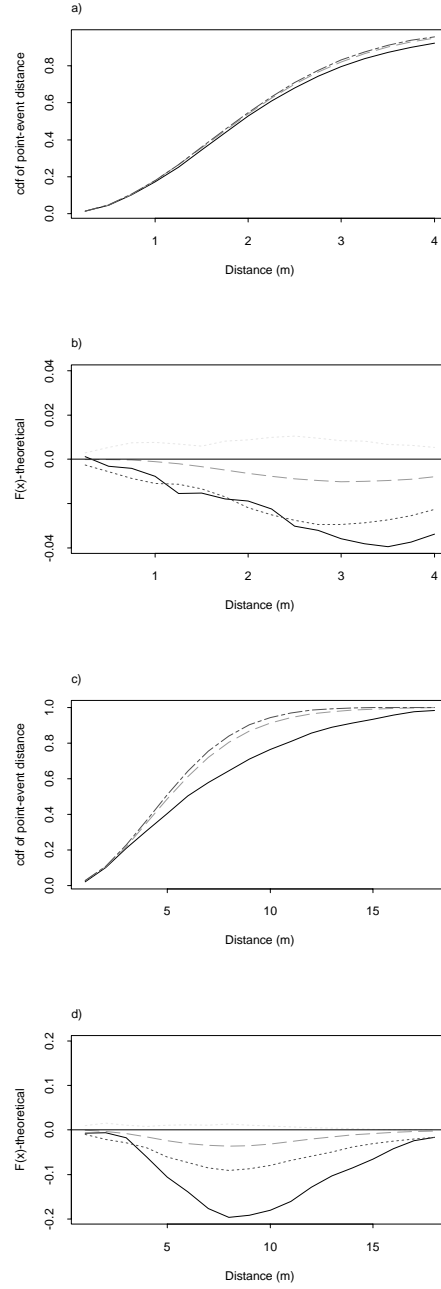 a)
cdf of point-event distance
0.0 0.2 0.4 0.6 0.8
1 2 3 4
Distance (m)
b)
F(x)-theoretical
-0.04 0.0 0.02 0.04
1 2 3 4
Distance (m)
c)
cdf of point-event distance
0.0 0.2 0.4 0.6 0.8 1.0
5 10 15
Distance (m)
d)
F(x)-theoretical
-0.2 -0.1 0.0 0.1 0.2
5 10 15
Distance (m)